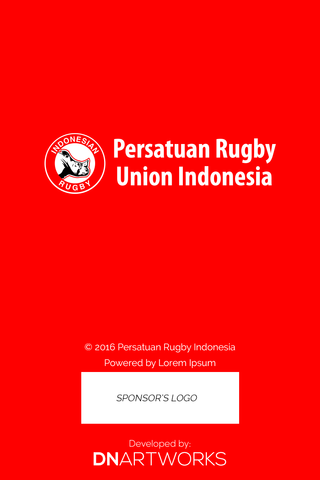 INDONESIAN
RUGBY
Persatuan Rugby
Union Indonesia
© 2016 Persatuan Rugby Indonesia
Powered by Lorem Ipsum
SPONSOR'S LOGO
Developed by:
DNARTWORKS